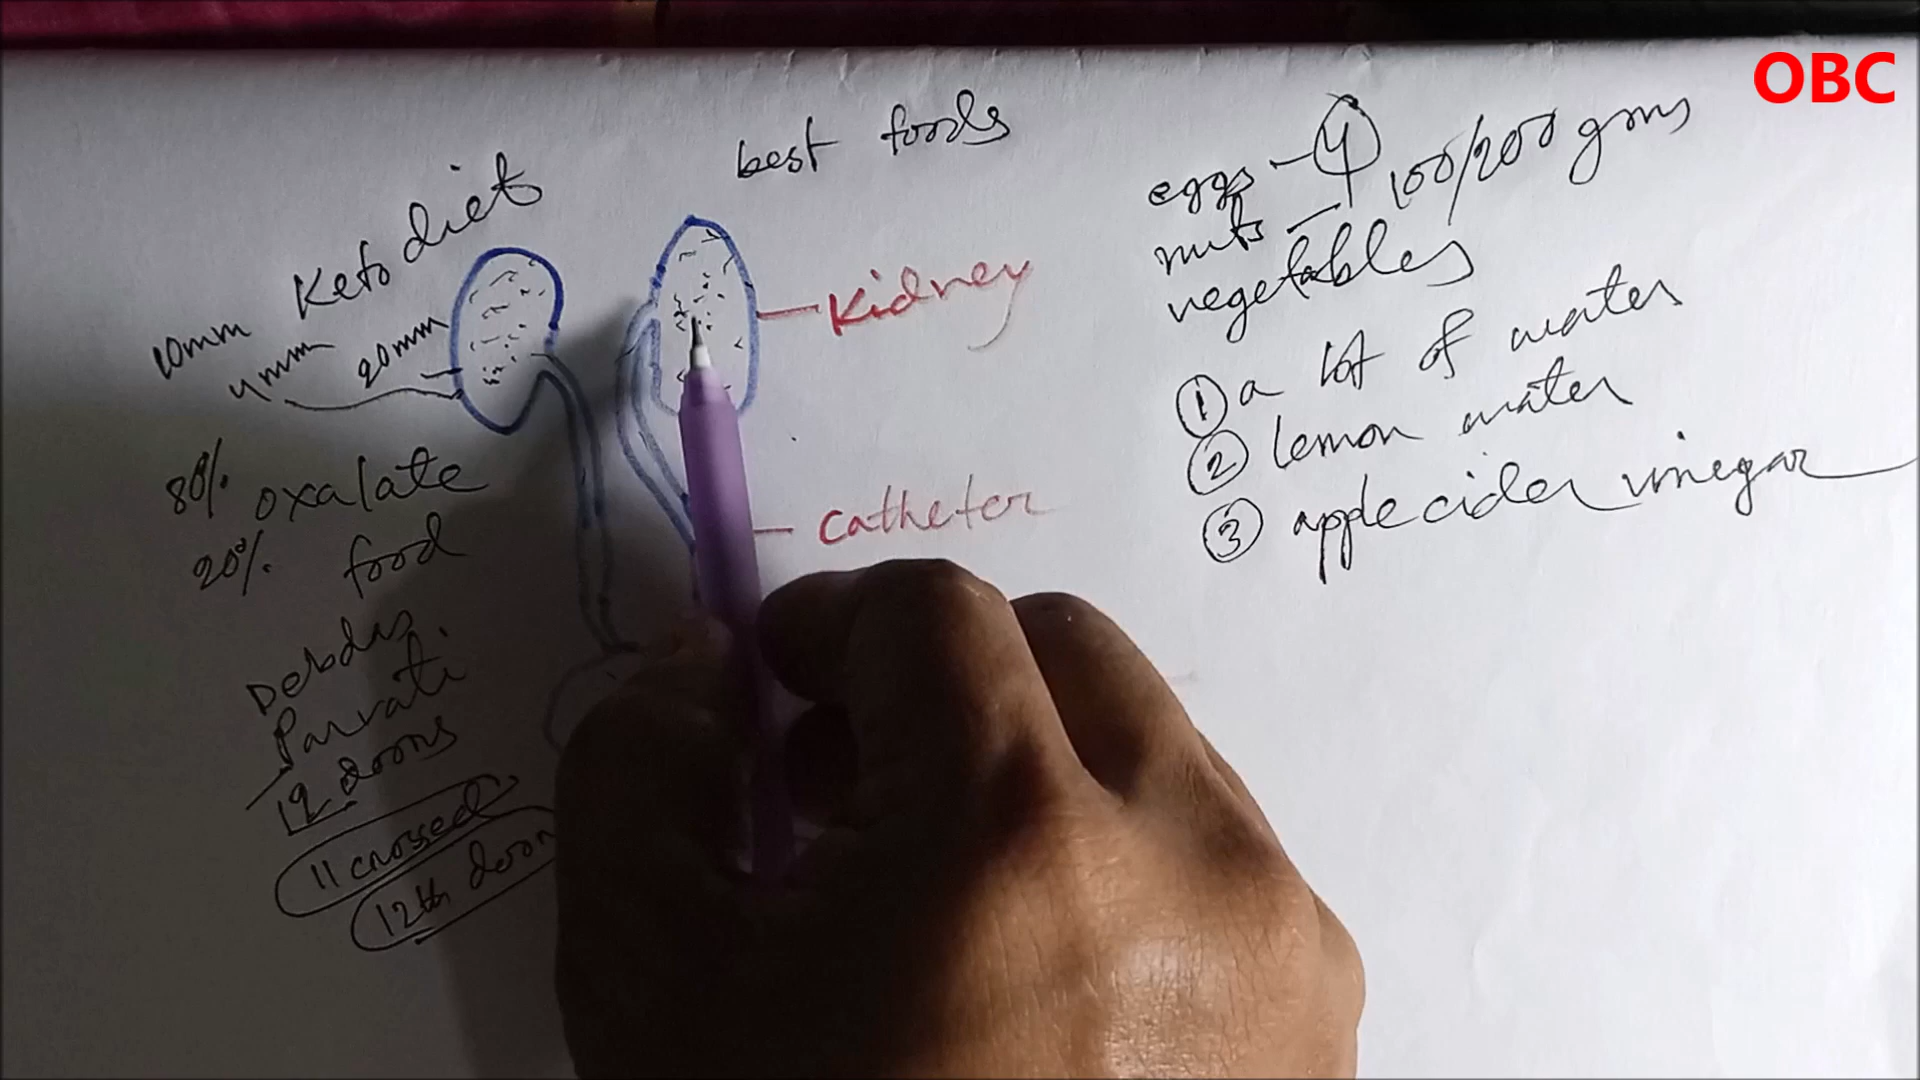 OBC
best foods
Keto diet
10mm
4mm
20mm
Kidney
80% oxalate
20% food
catheter
Debdas
Parvati
12 doors
11 crossed
12th door
eggs - 4
nuts - 100/200 gms
vegetables
① a lot of water
② lemon water
③ apple cider vinegar